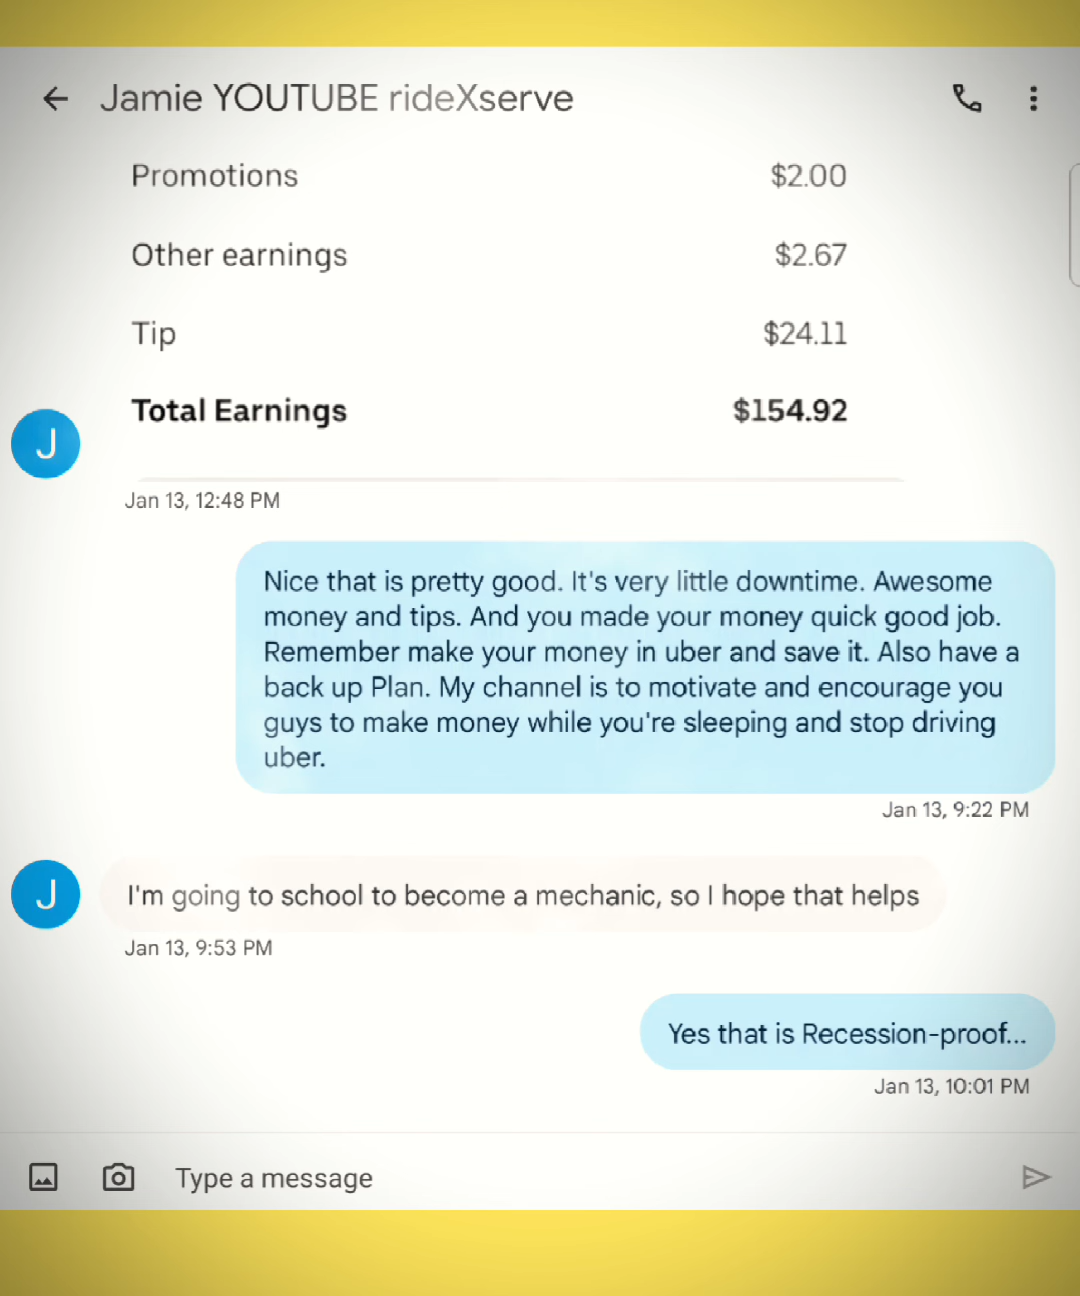 Jamie YOUTUBE rideXserve
Promotions $2.00
Other earnings $2.67
Tip $24.11
Total Earnings $154.92
J
Jan 13, 12:48 PM
Nice that is pretty good. It's very little downtime. Awesome
money and tips. And you made your money quick good job.
Remember make your money in uber and save it. Also have a
back up Plan. My channel is to motivate and encourage you
guys to make money while you're sleeping and stop driving
uber.
Jan 13, 9:22 PM
J
I'm going to school to become a mechanic, so I hope that helps
Jan 13, 9:53 PM
Yes that is Recession-proof...
Jan 13, 10:01 PM
Type a message